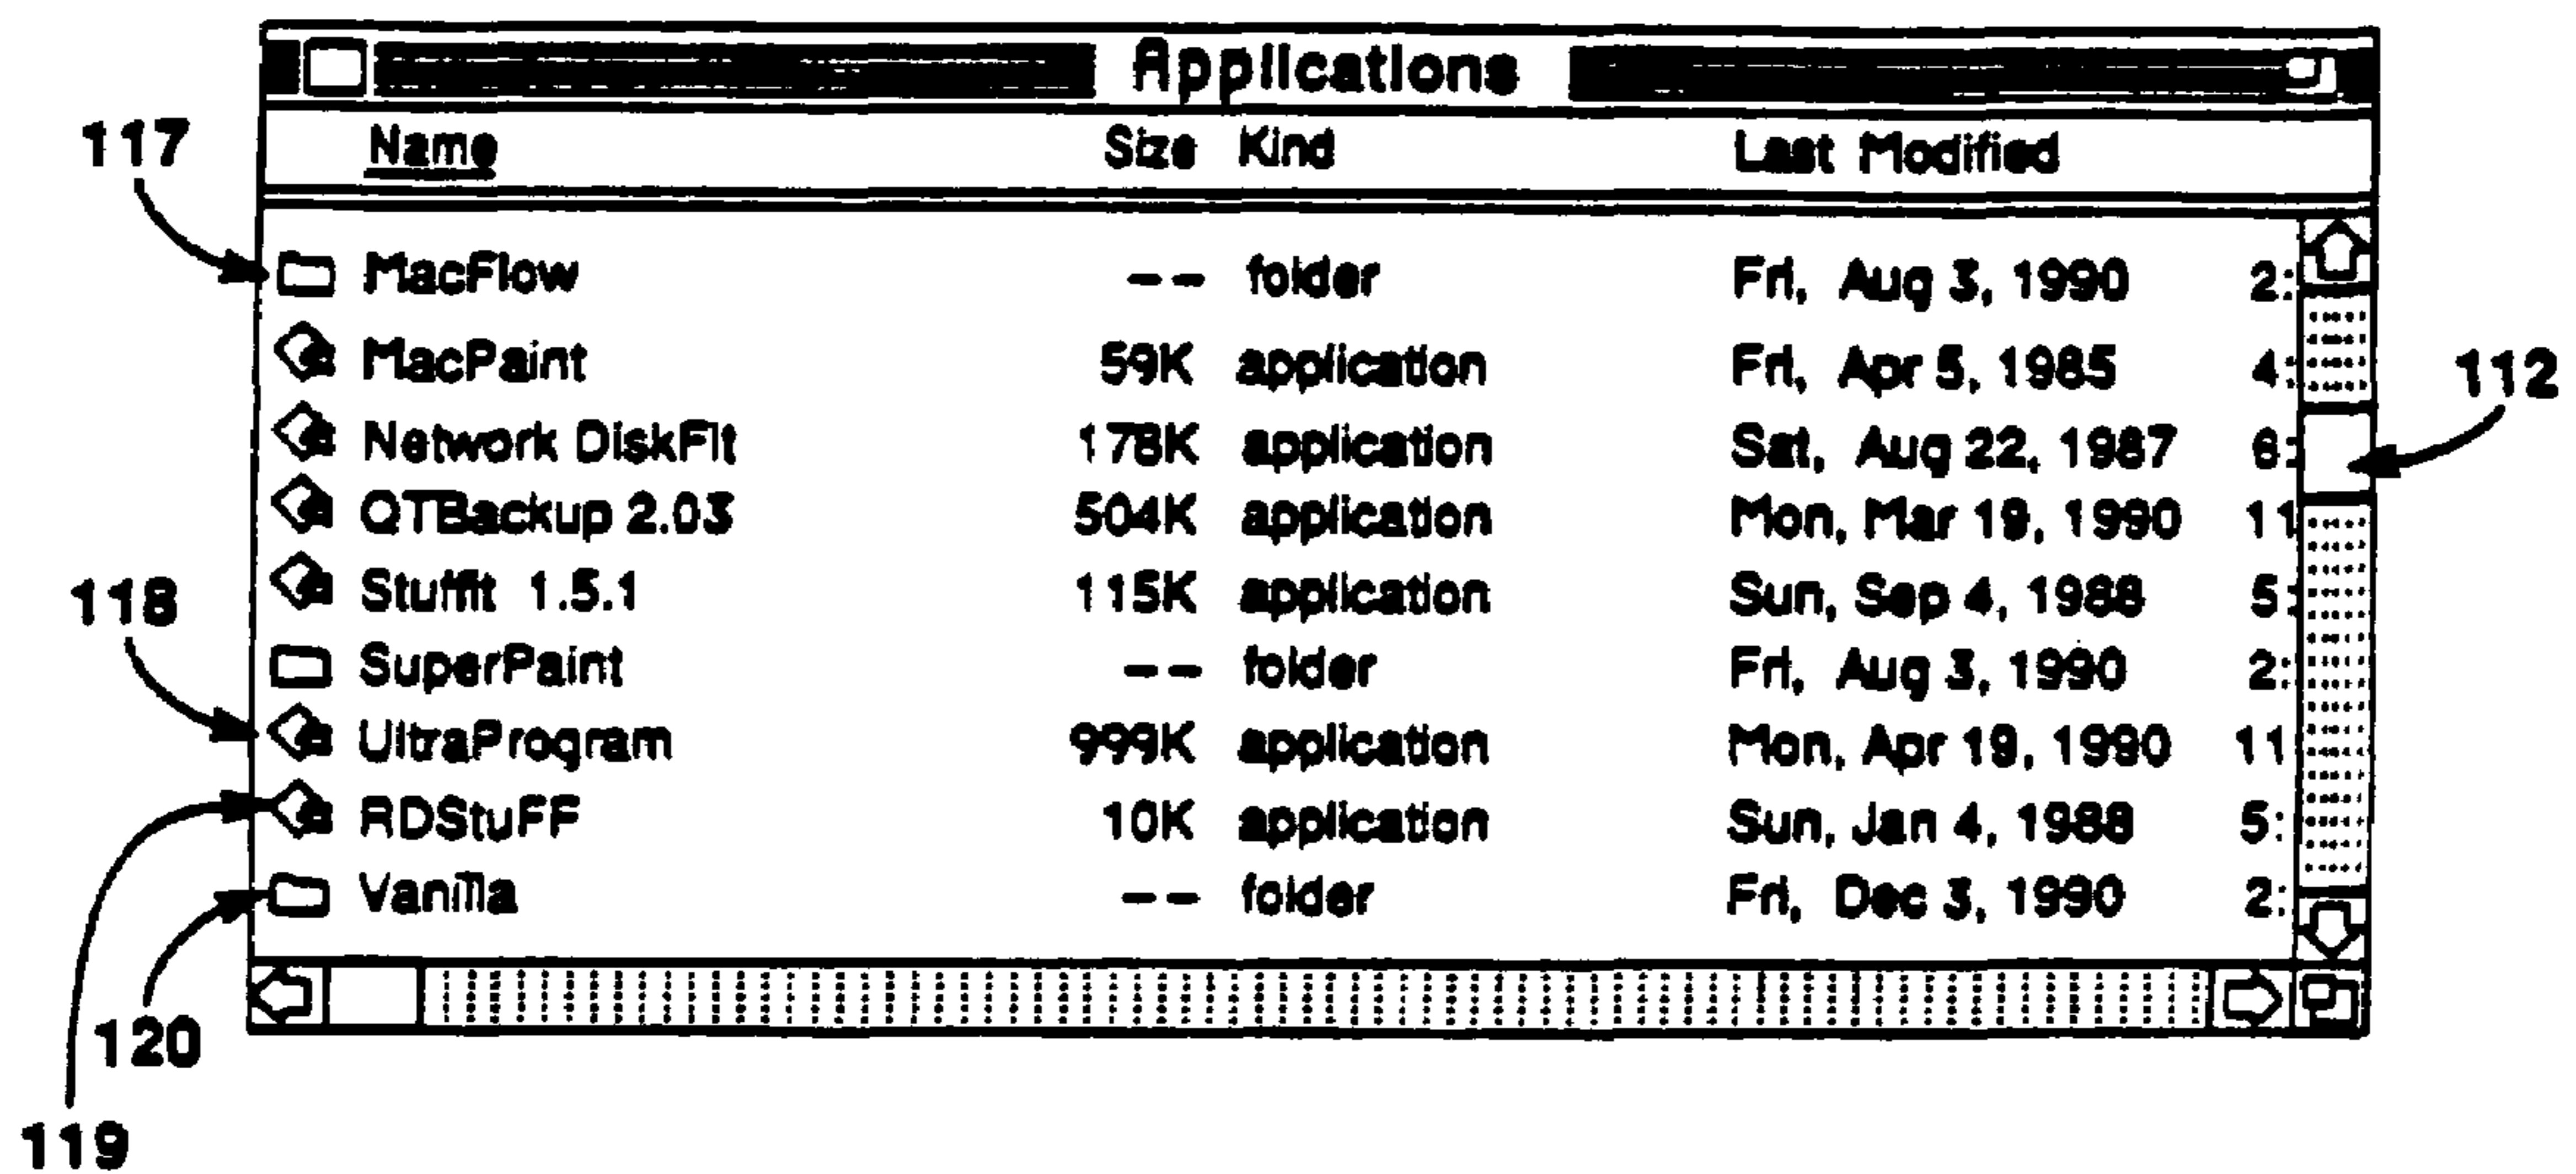 Applications
117 Name Size Kind Last Modified
MacFlow -- folder Fri, Aug 3, 1990 2:
MacPaint 59K application Fri, Apr 5, 1985 4:
112
Network DiskFit 178K application Sat, Aug 22, 1987 6:
QTBackup 2.03 504K application Mon, Mar 19, 1990 11
118 Stuffit 1.5.1 115K application Sun, Sep 4, 1988 5:
SuperPaint -- folder Fri, Aug 3, 1990 2:
UltraProgram 999K application Mon, Apr 19, 1990 11
RDStuFF 10K application Sun, Jan 4, 1988 5:
Vanilla -- folder Fri, Dec 3, 1990 2:
120
119